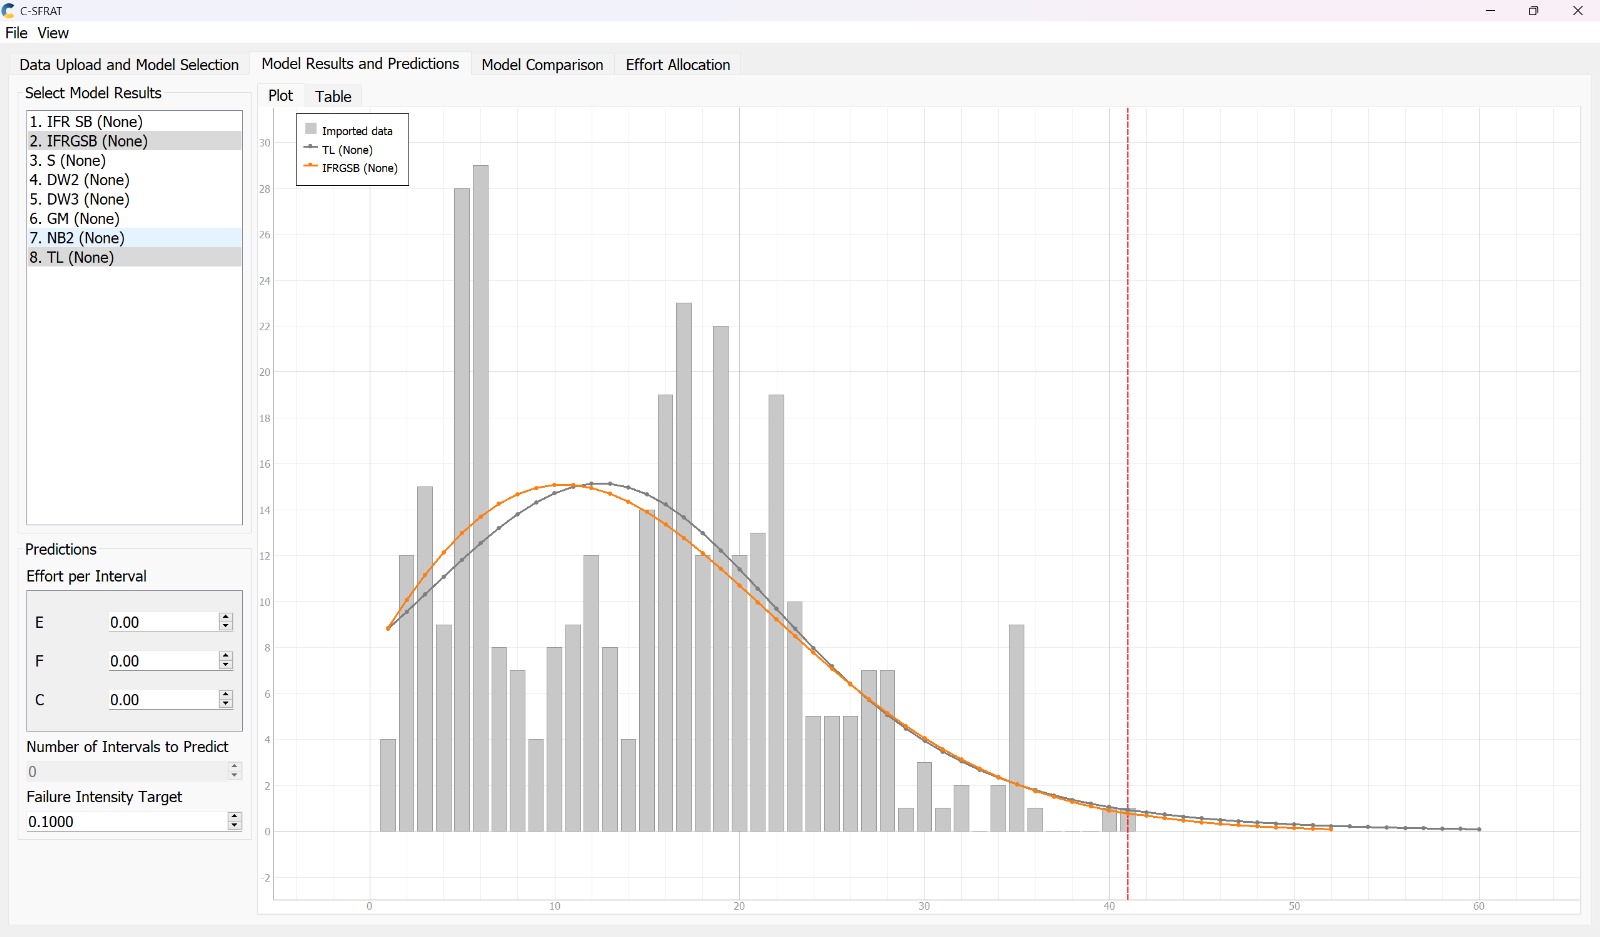 C-SFRAT
File View
Data Upload and Model Selection Model Results and Predictions Model Comparison Effort Allocation
Select Model Results
1. IFR SB (None)
2. IFRGSB (None)
3. S (None)
4. DW2 (None)
5. DW3 (None)
6. GM (None)
7. NB2 (None)
8. TL (None)
Predictions
Effort per Interval
E 0.00
F 0.00
C 0.00
Number of Intervals to Predict
0
Failure Intensity Target
0.1000
Plot Table
Imported data
TL (None)
IFRGSB (None)
30
28
26
24
22
20
18
16
14
12
10
8
6
4
2
0
-2
0 10 20 30 40 50 60